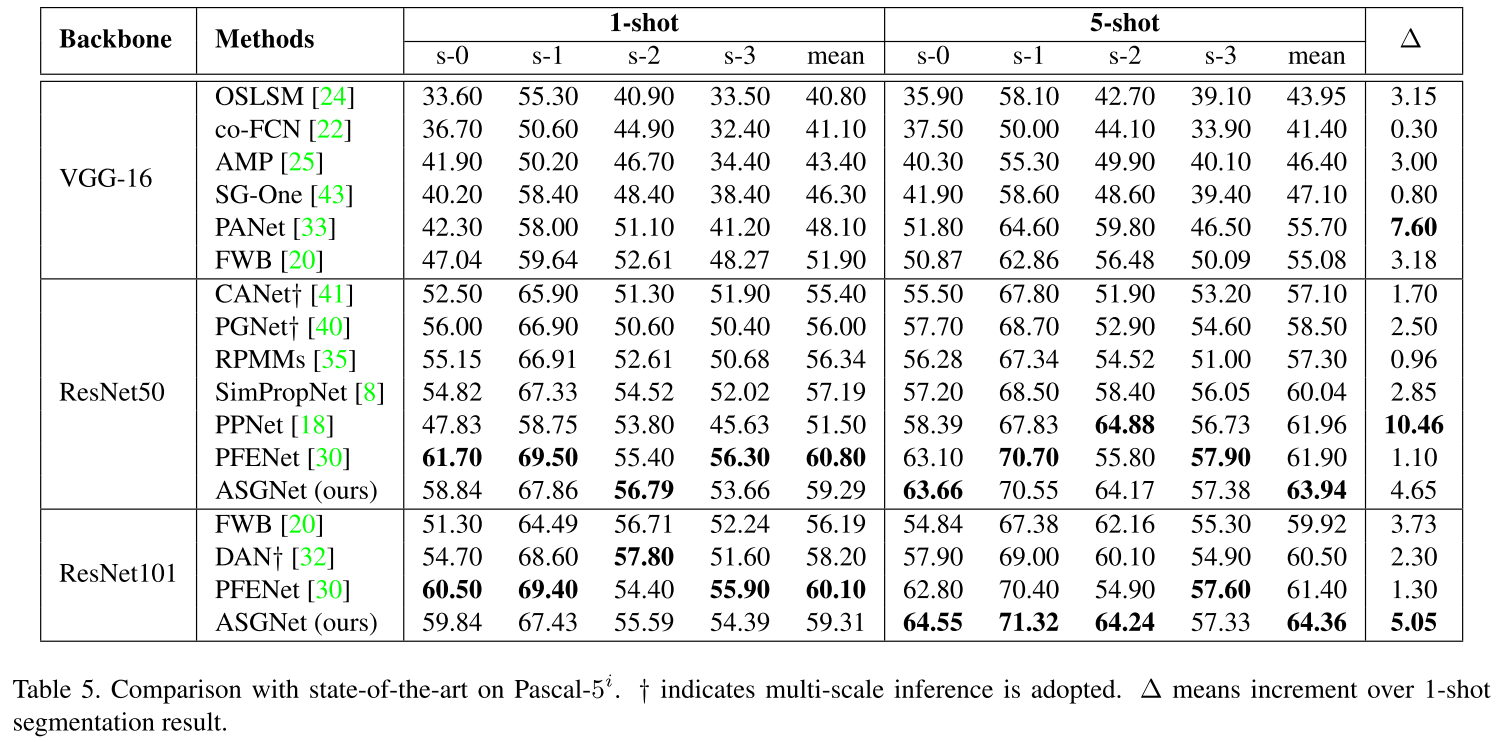 Backbone Methods 1-shot 5-shot Δ
s-0 s-1 s-2 s-3 mean s-0 s-1 s-2 s-3 mean
VGG-16
OSLSM [24] 33.60 55.30 40.90 33.50 40.80 35.90 58.10 42.70 39.10 43.95 3.15
co-FCN [22] 36.70 50.60 44.90 32.40 41.10 37.50 50.00 44.10 33.90 41.40 0.30
AMP [25] 41.90 50.20 46.70 34.40 43.40 40.30 55.30 49.90 40.10 46.40 3.00
SG-One [43] 40.20 58.40 48.40 38.40 46.30 41.90 58.60 48.60 39.40 47.10 0.80
PANet [33] 42.30 58.00 51.10 41.20 48.10 51.80 64.60 59.80 46.50 55.70 7.60
FWB [20] 47.04 59.64 52.61 48.27 51.90 50.87 62.86 56.48 50.09 55.08 3.18
ResNet50
CANet† [41] 52.50 65.90 51.30 51.90 55.40 55.50 67.80 51.90 53.20 57.10 1.70
PGNet† [40] 56.00 66.90 50.60 50.40 56.00 57.70 68.70 52.90 54.60 58.50 2.50
RPMMs [35] 55.15 66.91 52.61 50.68 56.34 56.28 67.34 54.52 51.00 57.30 0.96
SimPropNet [8] 54.82 67.33 54.52 52.02 57.19 57.20 68.50 58.40 56.05 60.04 2.85
PPNet [18] 47.83 58.75 53.80 45.63 51.50 58.39 67.83 64.88 56.73 61.96 10.46
PFENet [30] 61.70 69.50 55.40 56.30 60.80 63.10 70.70 55.80 57.90 61.90 1.10
ASGNet (ours) 58.84 67.86 56.79 53.66 59.29 63.66 70.55 64.17 57.38 63.94 4.65
ResNet101
FWB [20] 51.30 64.49 56.71 52.24 56.19 54.84 67.38 62.16 55.30 59.92 3.73
DAN† [32] 54.70 68.60 57.80 51.60 58.20 57.90 69.00 60.10 54.90 60.50 2.30
PFENet [30] 60.50 69.40 54.40 55.90 60.10 62.80 70.40 54.90 57.60 61.40 1.30
ASGNet (ours) 59.84 67.43 55.59 54.39 59.31 64.55 71.32 64.24 57.33 64.36 5.05
Table 5. Comparison with state-of-the-art on Pascal-5ⁱ. † indicates multi-scale inference is adopted. Δ means increment over 1-shot
segmentation result.